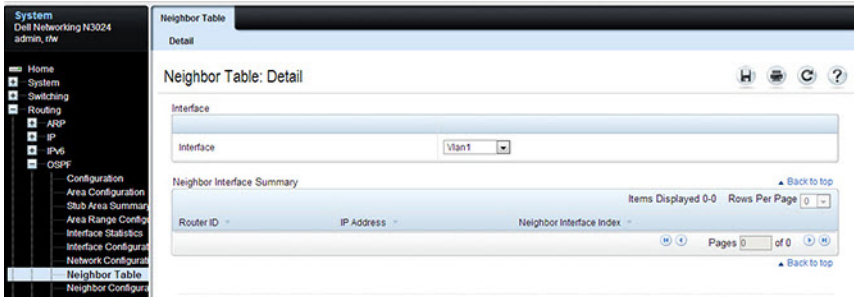 System
Dell Networking N3024
admin, r/w
Home
System
Switching
Routing
ARP
IP
IPv6
OSPF
Configuration
Area Configuration
Stub Area Summary
Area Range Configu
Interface Statistics
Interface Configurat
Network Configurati
Neighbor Table
Neighbor Configura
Neighbor Table
Detail
Neighbor Table: Detail
Interface
Interface Vlan1
Neighbor Interface Summary
Back to top
Items Displayed 0-0 Rows Per Page 0
Router ID IP Address Neighbor Interface Index
Pages 0 of 0
Back to top